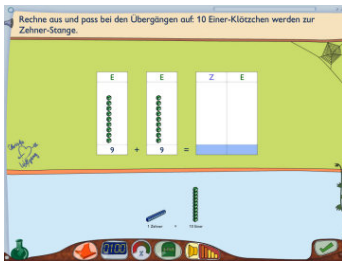 Rechne aus und pass bei den Übergängen auf: 10 Einer-Klötzchen werden zur
Zehner-Stange.
E E Z E
9 + 9 =
1 Zehner = 10 Einer